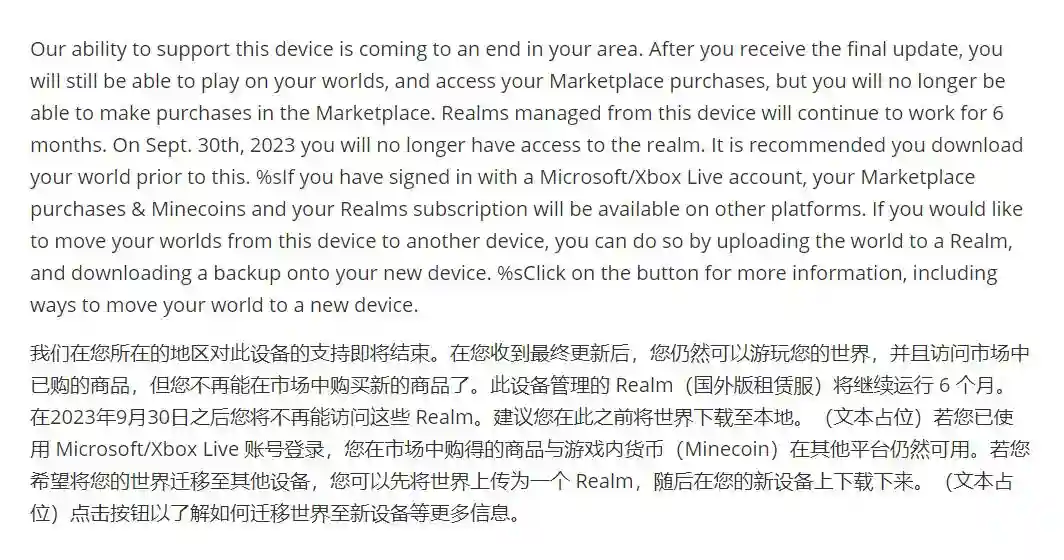 Our ability to support this device is coming to an end in your area. After you receive the final update, you
will still be able to play on your worlds, and access your Marketplace purchases, but you will no longer be
able to make purchases in the Marketplace. Realms managed from this device will continue to work for 6
months. On Sept. 30th, 2023 you will no longer have access to the realm. It is recommended you download
your world prior to this. %sIf you have signed in with a Microsoft/Xbox Live account, your Marketplace
purchases & Minecoins and your Realms subscription will be available on other platforms. If you would like
to move your worlds from this device to another device, you can do so by uploading the world to a Realm,
and downloading a backup onto your new device. %sClick on the button for more information, including
ways to move your world to a new device.
我们在您所在的地区对此设备的支持即将结束。在您收到最终更新后，您仍然可以游玩您的世界，并且访问市场中
已购的商品，但您不再能在市场中购买新的商品了。此设备管理的 Realm（国外版租赁服）将继续运行 6 个月。
在2023年9月30日之后您将不再能访问这些 Realm。建议您在此之前将世界下载至本地。（文本占位）若您已使
用 Microsoft/Xbox Live 账号登录，您在市场中购得的商品与游戏内货币（Minecoin）在其他平台仍然可用。若您
希望将您的世界迁移至其他设备，您可以先将世界上传为一个 Realm，随后在您的新设备上下载下来。（文本占
位）点击按钮以了解如何迁移世界至新设备等更多信息。